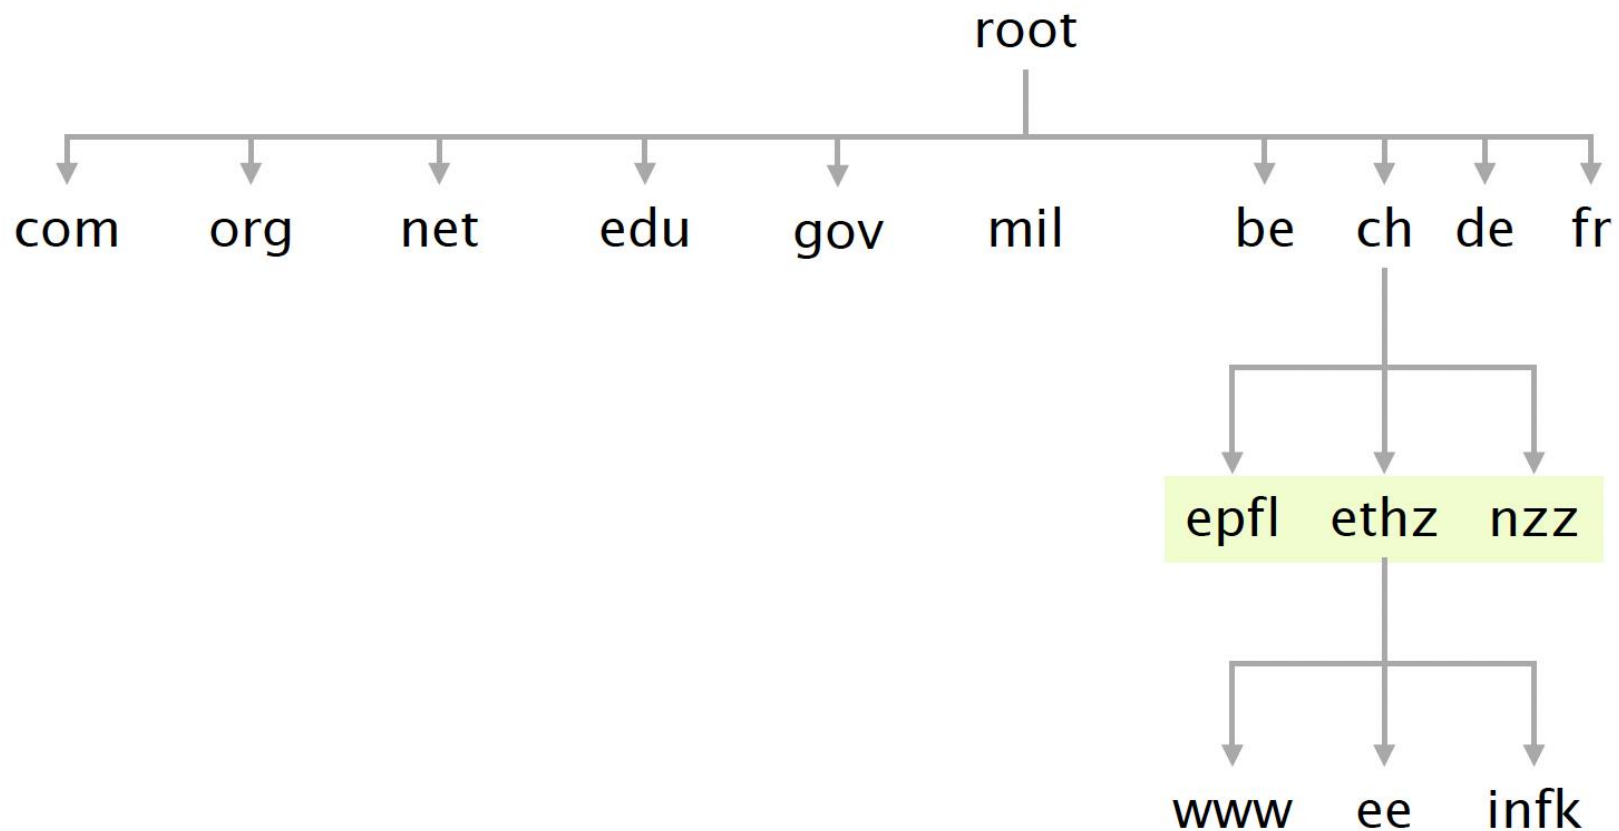 root
com org net edu gov mil be ch de fr
epfl ethz nzz
www ee infk